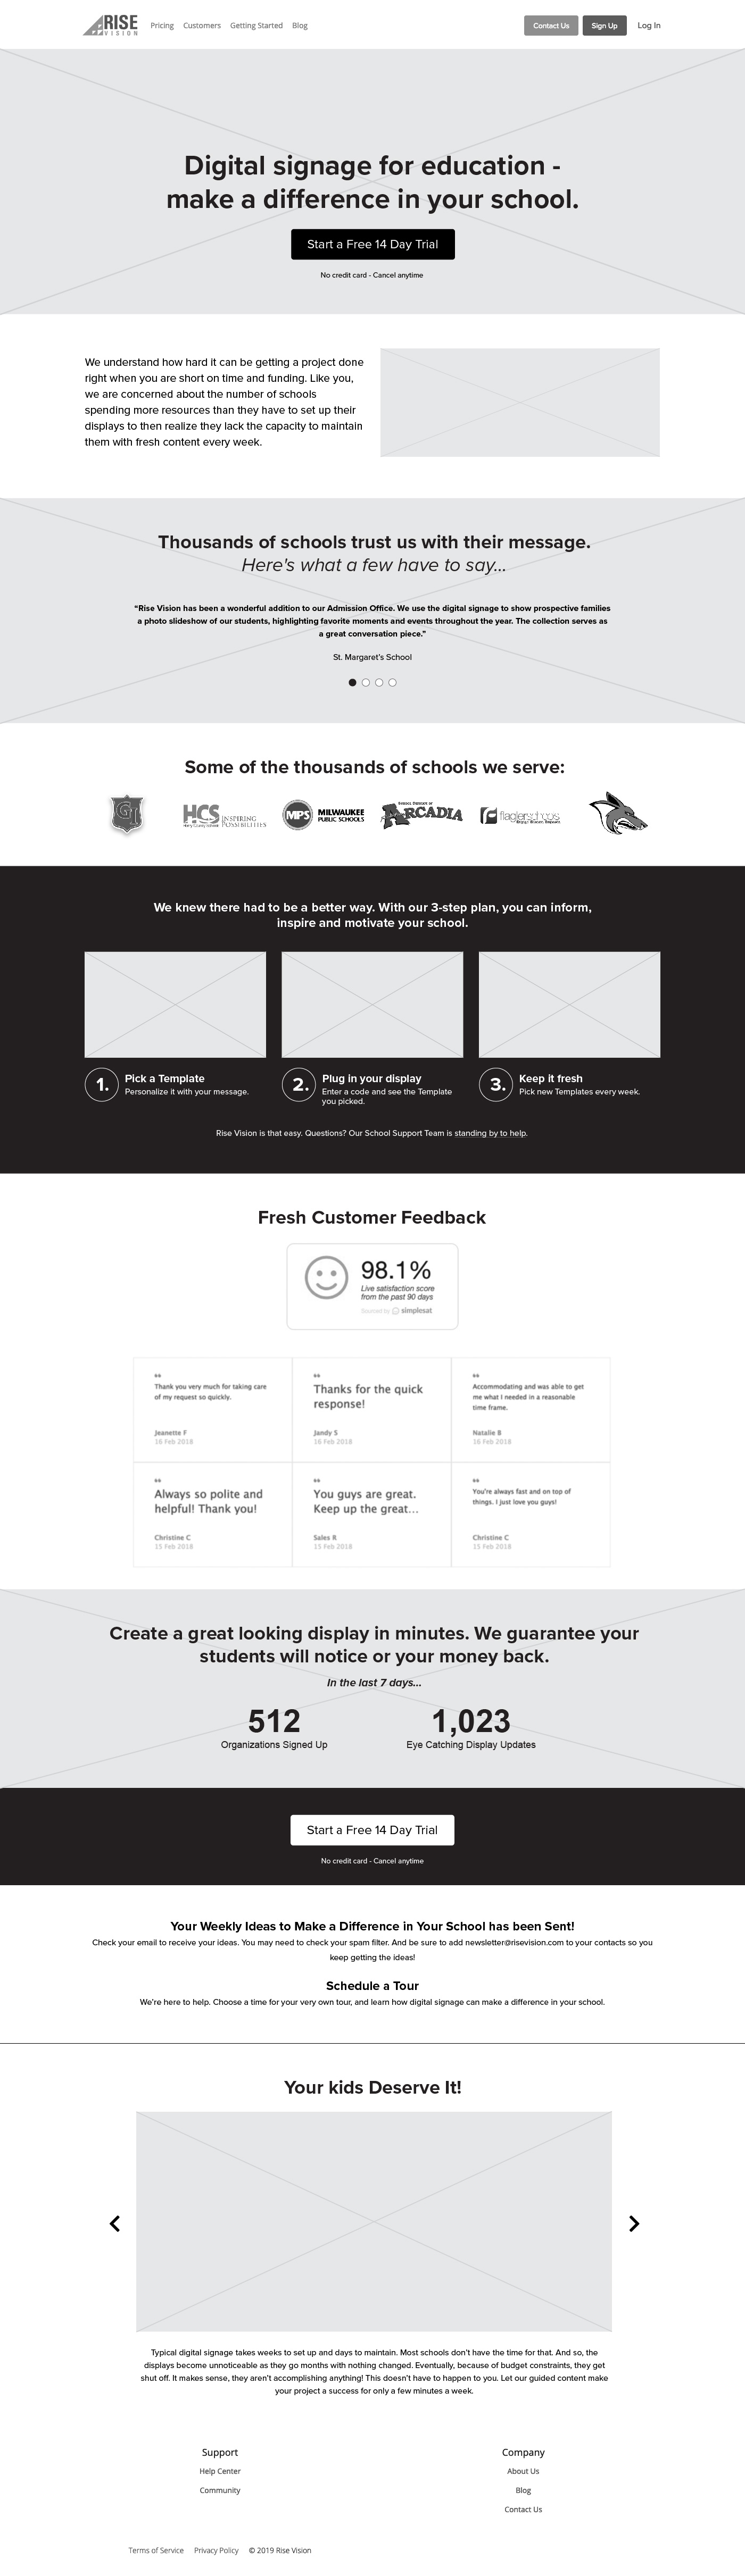 RISE
VISION
Pricing
Customers
Getting Started
Blog
Contact Us
Sign Up
Log In
Digital signage for education -
make a difference in your school.
Start a Free 14 Day Trial
No credit card - Cancel anytime
We understand how hard it can be getting a project done
right when you are short on time and funding. Like you,
we are concerned about the number of schools
spending more resources than they have to set up their
displays to then realize they lack the capacity to maintain
them with fresh content every week.
Thousands of schools trust us with their message.
Here's what a few have to say...
“Rise Vision has been a wonderful addition to our Admission Office. We use the digital signage to show prospective families
a photo slideshow of our students, highlighting favorite moments and events throughout the year. The collection serves as
a great conversation piece.”
St. Margaret’s School
Some of the thousands of schools we serve:
GI
HCS
Horry County Schools
INSPIRING
POSSIBILITIES
MPS
MILWAUKEE
PUBLIC SCHOOLS
SCHOOL DISTRICT OF
ARCADIA
flaglerschools
We knew there had to be a better way. With our 3-step plan, you can inform,
inspire and motivate your school.
1.
Pick a Template
Personalize it with your message.
2.
Plug in your display
Enter a code and see the Template
you picked.
3.
Keep it fresh
Pick new Templates every week.
Rise Vision is that easy. Questions? Our School Support Team is standing by to help.
Fresh Customer Feedback
98.1%
Live satisfaction score
from the past 90 days
Sourced by simplesat
“
Thank you very much for taking care
of my request so quickly.
Jeanette F
16 Feb 2018
“
Thanks for the quick
response!
Jandy S
16 Feb 2018
“
Accommodating and was able to get
me what I needed in a reasonable
time frame.
Natalie B
16 Feb 2018
“
Always so polite and
helpful! Thank you!
Christine C
15 Feb 2018
“
You guys are great.
Keep up the great...
Sales R
15 Feb 2018
“
You're always fast and on top of
things. I just love you guys!
Christine C
15 Feb 2018
Create a great looking display in minutes. We guarantee your
students will notice or your money back.
In the last 7 days...
512
Organizations Signed Up
1,023
Eye Catching Display Updates
Start a Free 14 Day Trial
No credit card - Cancel anytime
Your Weekly Ideas to Make a Difference in Your School has been Sent!
Check your email to receive your ideas. You may need to check your spam filter. And be sure to add newsletter@risevision.com to your contacts so you
keep getting the ideas!
Schedule a Tour
We’re here to help. Choose a time for your very own tour, and learn how digital signage can make a difference in your school.
Your kids Deserve It!
Typical digital signage takes weeks to set up and days to maintain. Most schools don’t have the time for that. And so, the
displays become unnoticeable as they go months with nothing changed. Eventually, because of budget constraints, they get
shut off. It makes sense, they aren’t accomplishing anything! This doesn’t have to happen to you. Let our guided content make
your project a success for only a few minutes a week.
Support
Help Center
Community
Company
About Us
Blog
Contact Us
Terms of Service
Privacy Policy
© 2019 Rise Vision